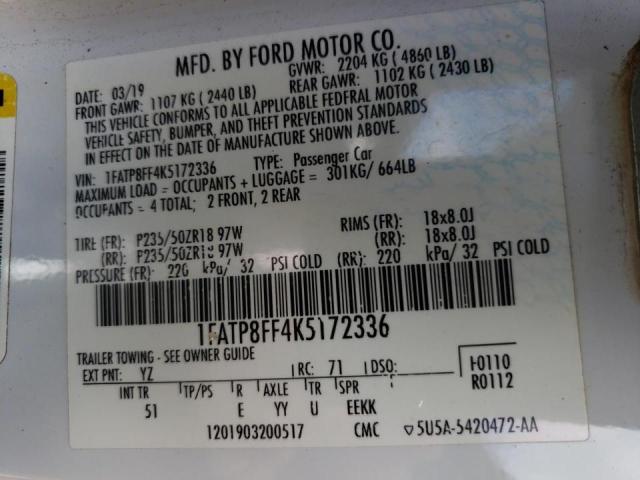 MFD. BY FORD MOTOR CO.
DATE: 03/19 GVWR: 2204 KG ( 4860 LB)
FRONT GAWR: 1107 KG ( 2440 LB) REAR GAWR: 1102 KG ( 2430 LB)
THIS VEHICLE CONFORMS TO ALL APPLICABLE FEDERAL MOTOR
VEHICLE SAFETY, BUMPER, AND THEFT PREVENTION STANDARDS
IN EFFECT ON THE DATE OF MANUFACTURE SHOWN ABOVE.
VIN: 1FATP8FF4K5172336 TYPE: Passenger Car
MAXIMUM LOAD = OCCUPANTS + LUGGAGE = 301KG/ 664LB
OCCUPANTS = 4 TOTAL; 2 FRONT, 2 REAR
TIRE (FR): P235/50ZR18 97W RIMS (FR): 18x8.0J
(RR): P235/50ZR18 97W (RR): 18x8.0J
PRESSURE (FR): 220 kPa/ 32 PSI COLD (RR): 220 kPa/ 32 PSI COLD
1FATP8FF4K5172336
TRAILER TOWING - SEE OWNER GUIDE
EXT PNT: YZ RC: 71 DSO: F0110
R0112
INT TR TP/PS R AXLE TR SPR
51 E YY U EEKK
1201903200517 CMC ▽5U5A-5420472-AA